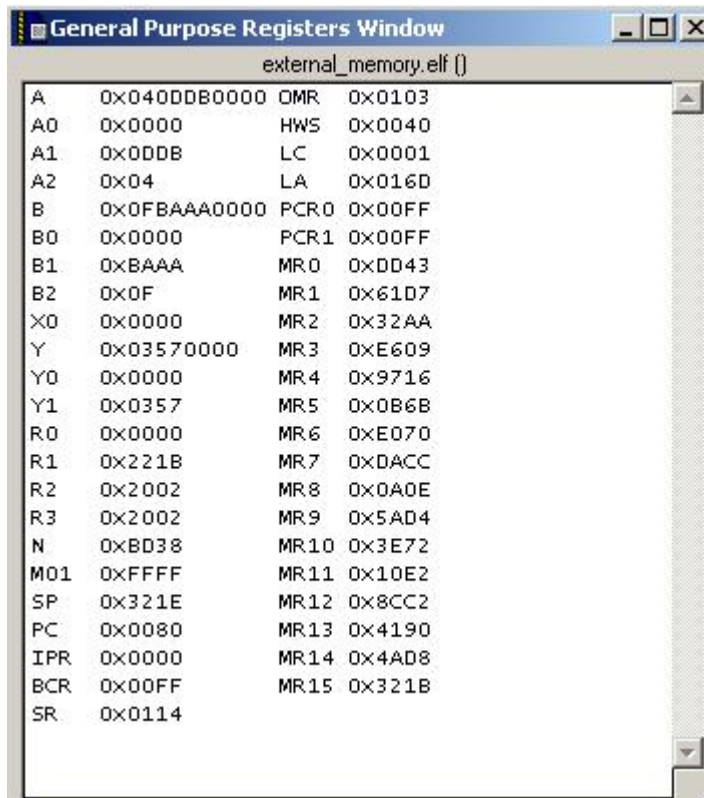 General Purpose Registers Window
external_memory.elf ()
A 0x040DDB0000 OMR 0x0103
A0 0x0000 HWS 0x0040
A1 0x0DDB LC 0x0001
A2 0x04 LA 0x016D
B 0x0FBAAA0000 PCR0 0x00FF
B0 0x0000 PCR1 0x00FF
B1 0xBAAA MR0 0xDD43
B2 0x0F MR1 0x61D7
X0 0x0000 MR2 0x32AA
Y 0x03570000 MR3 0xE609
Y0 0x0000 MR4 0x9716
Y1 0x0357 MR5 0x0B6B
R0 0x0000 MR6 0xE070
R1 0x221B MR7 0xDACC
R2 0x2002 MR8 0x0A0E
R3 0x2002 MR9 0x5AD4
N 0xBD38 MR10 0x3E72
M01 0xFFFF MR11 0x10E2
SP 0x321E MR12 0x8CC2
PC 0x0080 MR13 0x4190
IPR 0x0000 MR14 0x4AD8
BCR 0x00FF MR15 0x321B
SR 0x0114